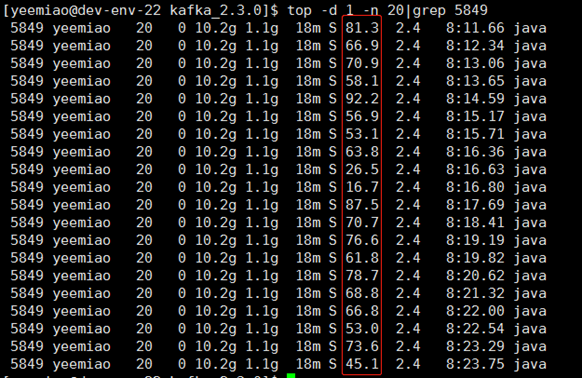 [yeemiao@dev-env-22 kafka_2.3.0]$ top -d 1 -n 20|grep 5849
5849 yeemiao 20 0 10.2g 1.1g 18m S 81.3 2.4 8:11.66 java
5849 yeemiao 20 0 10.2g 1.1g 18m S 66.9 2.4 8:12.34 java
5849 yeemiao 20 0 10.2g 1.1g 18m S 70.9 2.4 8:13.06 java
5849 yeemiao 20 0 10.2g 1.1g 18m S 58.1 2.4 8:13.65 java
5849 yeemiao 20 0 10.2g 1.1g 18m S 92.2 2.4 8:14.59 java
5849 yeemiao 20 0 10.2g 1.1g 18m S 56.9 2.4 8:15.17 java
5849 yeemiao 20 0 10.2g 1.1g 18m S 53.1 2.4 8:15.71 java
5849 yeemiao 20 0 10.2g 1.1g 18m S 63.8 2.4 8:16.36 java
5849 yeemiao 20 0 10.2g 1.1g 18m S 26.5 2.4 8:16.63 java
5849 yeemiao 20 0 10.2g 1.1g 18m S 16.7 2.4 8:16.80 java
5849 yeemiao 20 0 10.2g 1.1g 18m S 87.5 2.4 8:17.69 java
5849 yeemiao 20 0 10.2g 1.1g 18m S 70.7 2.4 8:18.41 java
5849 yeemiao 20 0 10.2g 1.1g 18m S 76.6 2.4 8:19.19 java
5849 yeemiao 20 0 10.2g 1.1g 18m S 61.8 2.4 8:19.82 java
5849 yeemiao 20 0 10.2g 1.1g 18m S 78.7 2.4 8:20.62 java
5849 yeemiao 20 0 10.2g 1.1g 18m S 68.8 2.4 8:21.32 java
5849 yeemiao 20 0 10.2g 1.1g 18m S 66.8 2.4 8:22.00 java
5849 yeemiao 20 0 10.2g 1.1g 18m S 53.0 2.4 8:22.54 java
5849 yeemiao 20 0 10.2g 1.1g 18m S 73.6 2.4 8:23.29 java
5849 yeemiao 20 0 10.2g 1.1g 18m S 45.1 2.4 8:23.75 java